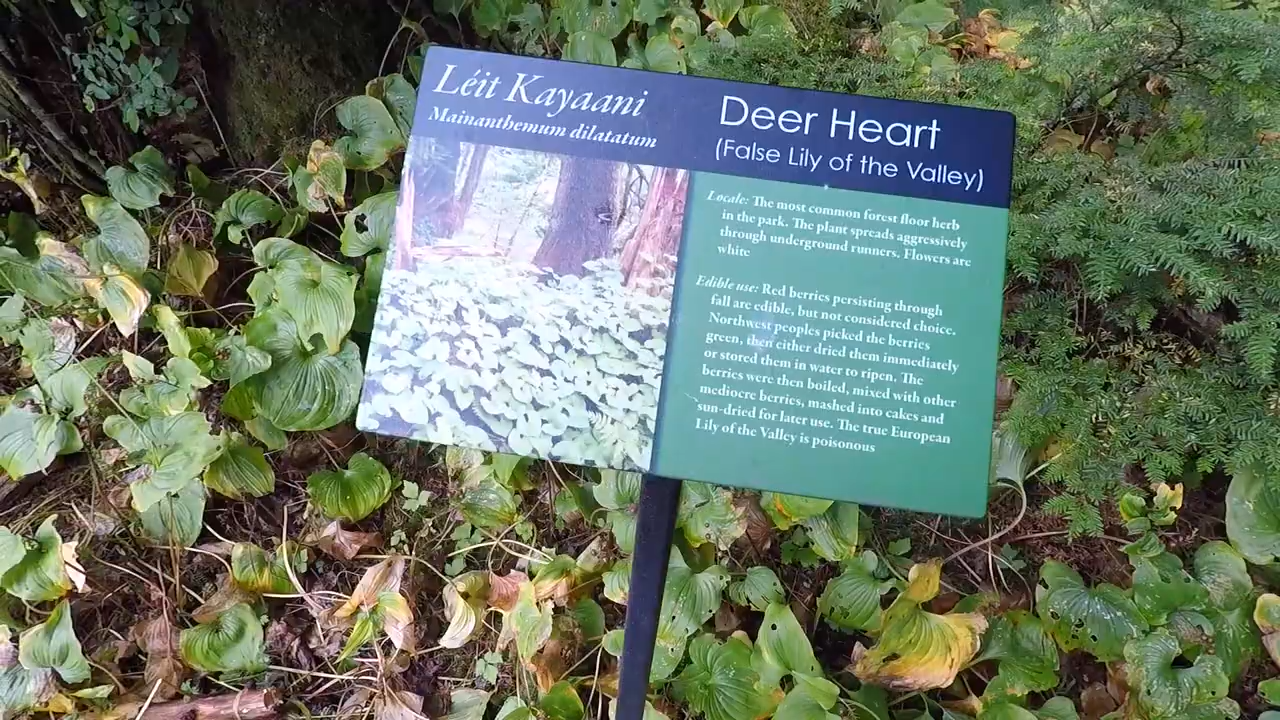 Léit Kayaani
Mainanthemum dilatatum
Deer Heart
(False Lily of the Valley)
Locale: The most common forest floor herb
in the park. The plant spreads aggressively
through underground runners. Flowers are
white
Edible use: Red berries persisting through
fall are edible, but not considered choice.
Northwest peoples picked the berries
green, then either dried them immediately
or stored them in water to ripen. The
berries were then boiled, mixed with other
mediocre berries, mashed into cakes and
sun-dried for later use. The true European
Lily of the Valley is poisonous